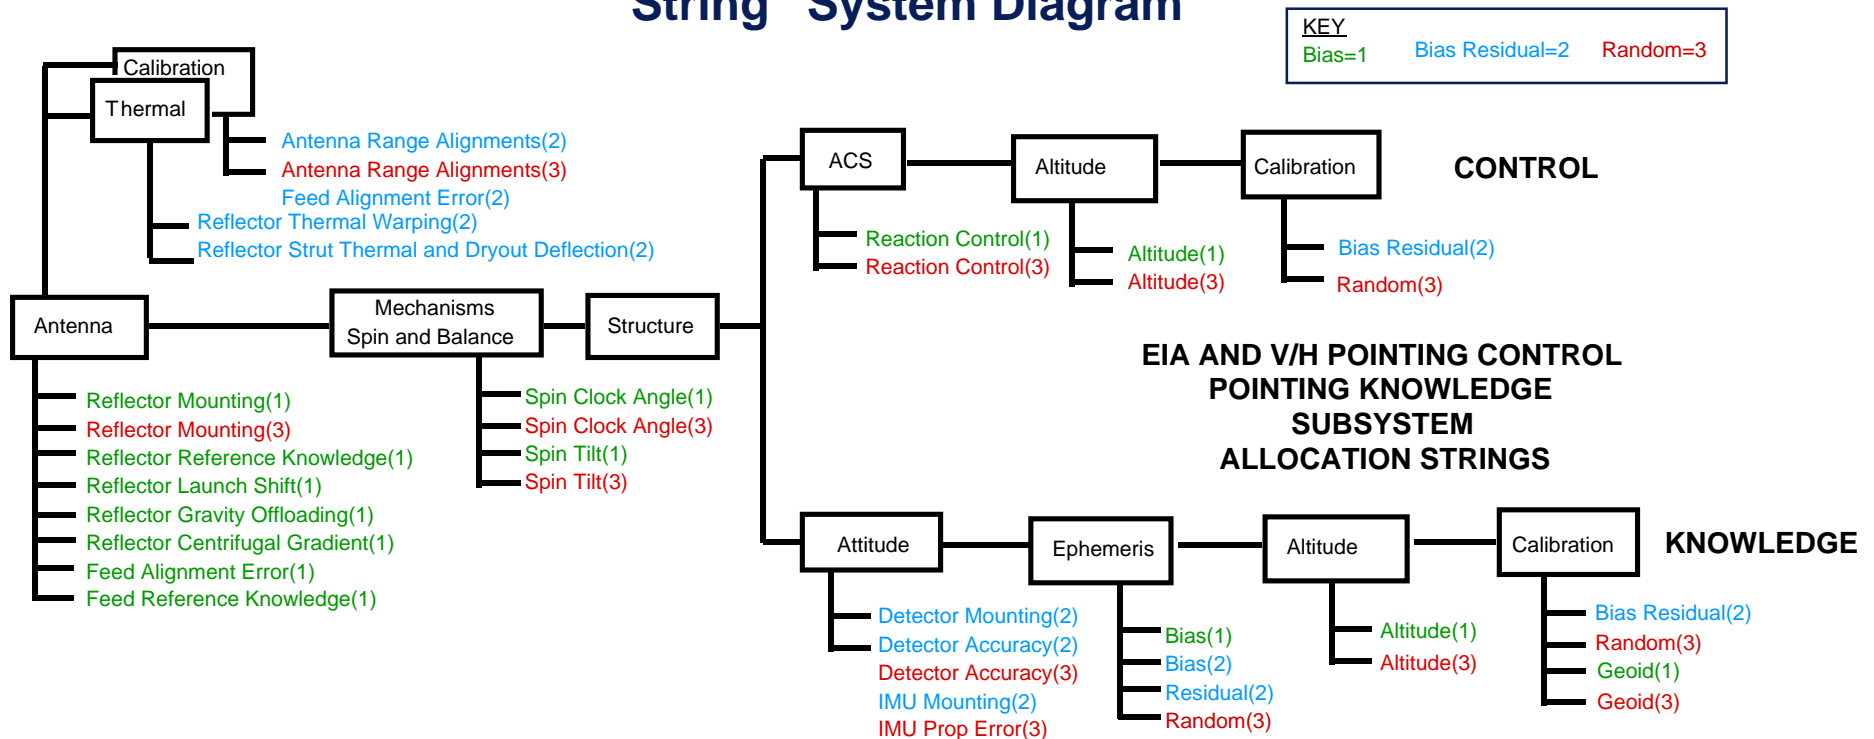 String" System Diagram
KEY
Bias=1 Bias Residual=2 Random=3
Calibration
Thermal
Antenna Range Alignments(2)
Antenna Range Alignments(3)
Feed Alignment Error(2)
Reflector Thermal Warping(2)
Reflector Strut Thermal and Dryout Deflection(2)
Antenna
Reflector Mounting(1)
Reflector Mounting(3)
Reflector Reference Knowledge(1)
Reflector Launch Shift(1)
Reflector Gravity Offloading(1)
Reflector Centrifugal Gradient(1)
Feed Alignment Error(1)
Feed Reference Knowledge(1)
Mechanisms
Spin and Balance
Spin Clock Angle(1)
Spin Clock Angle(3)
Spin Tilt(1)
Spin Tilt(3)
Structure
ACS
Reaction Control(1)
Reaction Control(3)
Altitude
Altitude(1)
Altitude(3)
Calibration
Bias Residual(2)
Random(3)
CONTROL
EIA AND V/H POINTING CONTROL
POINTING KNOWLEDGE
SUBSYSTEM
ALLOCATION STRINGS
Attitude
Detector Mounting(2)
Detector Accuracy(2)
Detector Accuracy(3)
IMU Mounting(2)
IMU Prop Error(3)
Ephemeris
Bias(1)
Bias(2)
Residual(2)
Random(3)
Altitude
Altitude(1)
Altitude(3)
Calibration
Bias Residual(2)
Random(3)
Geoid(1)
Geoid(3)
KNOWLEDGE